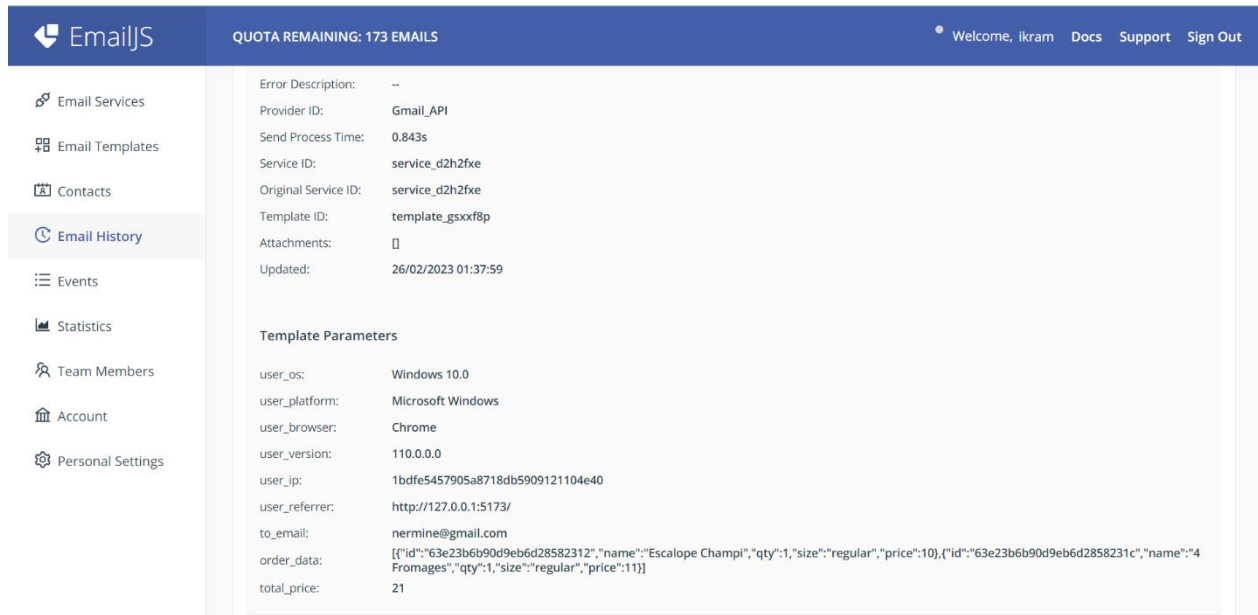 EmailJS
QUOTA REMAINING: 173 EMAILS
Welcome, ikram Docs Support Sign Out
Email Services
Email Templates
Contacts
Email History
Events
Statistics
Team Members
Account
Personal Settings
Error Description: --
Provider ID: Gmail_API
Send Process Time: 0.843s
Service ID: service_d2h2fxe
Original Service ID: service_d2h2fxe
Template ID: template_gsxxf8p
Attachments: []
Updated: 26/02/2023 01:37:59
Template Parameters
user_os: Windows 10.0
user_platform: Microsoft Windows
user_browser: Chrome
user_version: 110.0.0.0
user_ip: 1bdfe5457905a8718db5909121104e40
user_referrer: http://127.0.0.1:5173/
to_email: nermine@gmail.com
order_data: [{"id":"63e23b6b90d9eb6d28582312","name":"Escalope Champi","qty":1,"size":"regular","price":10},{"id":"63e23b6b90d9eb6d2858231c","name":"4
Fromages","qty":1,"size":"regular","price":11}]
total_price: 21